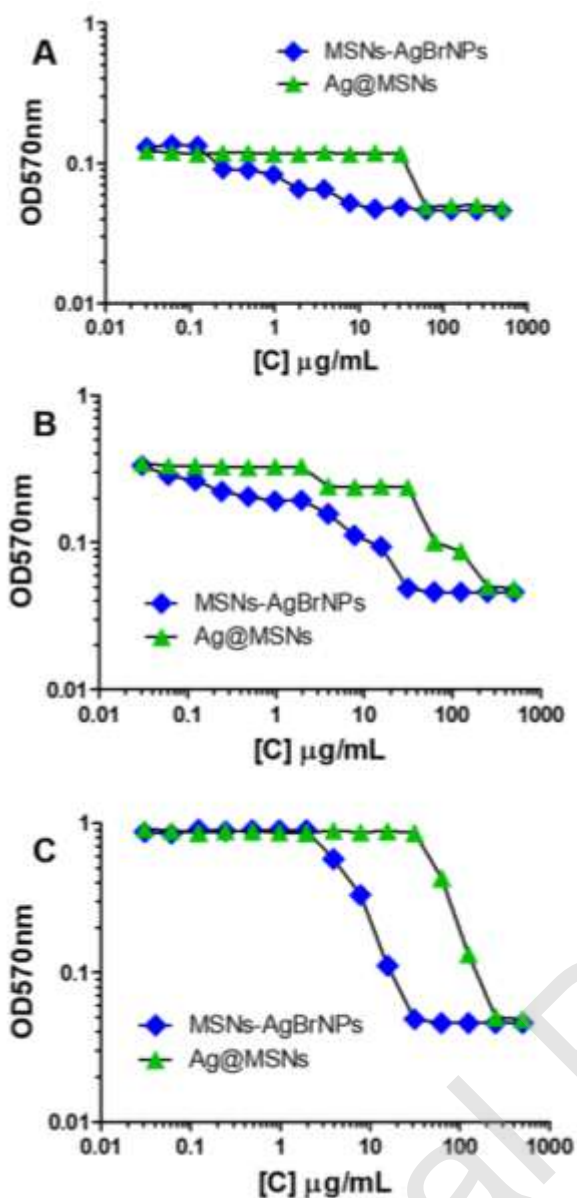 A
MSNs-AgBrNPs
Ag@MSNs
OD570nm
1
0.1
0.01
0.01 0.1 1 10 100 1000
[C] µg/mL
B
OD570nm
1
0.1
0.01
MSNs-AgBrNPs
Ag@MSNs
0.01 0.1 1 10 100 1000
[C] µg/mL
C
OD570nm
1
0.1
0.01
MSNs-AgBrNPs
Ag@MSNs
0.01 0.1 1 10 100 1000
[C] µg/mL